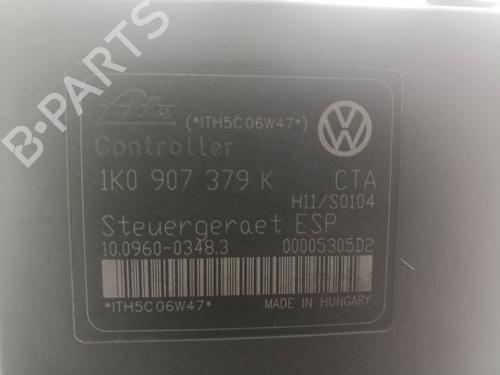 Ate (*ITH5C06W47*)
Controller
1K0 907 379 K CTA
H11/S0104
Steuergeraet ESP
10.0960-0348.3 00005305D2
*ITH5C06W47* MADE IN HUNGARY
B-PARTS